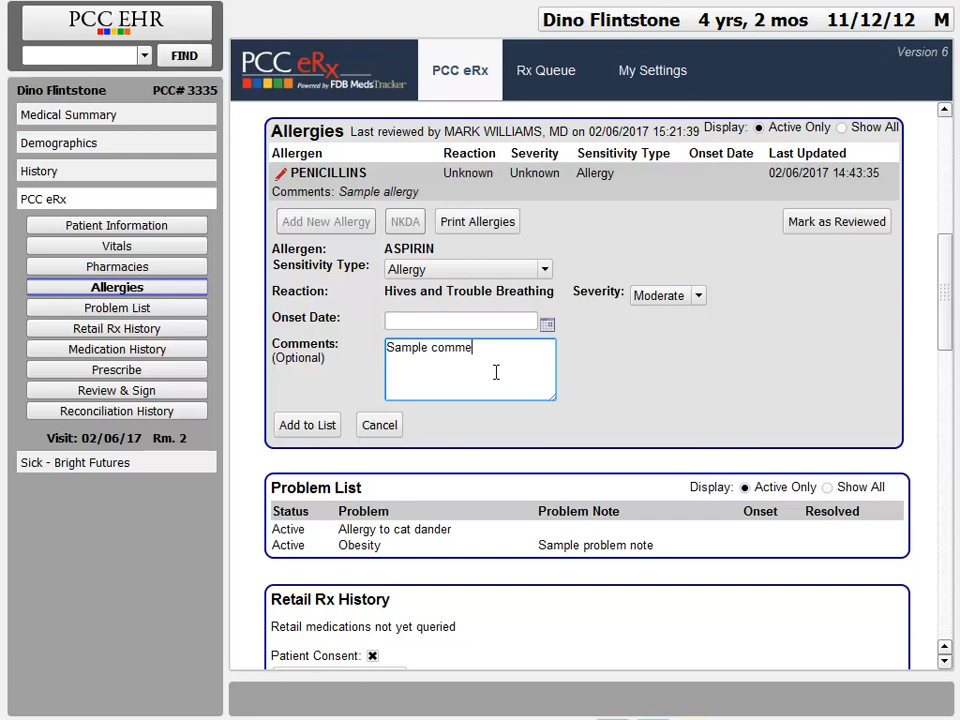 PCC EHR
FIND
Dino Flintstone 4 yrs, 2 mos 11/12/12 M
Dino Flintstone PCC# 3335
Medical Summary
Demographics
History
PCC eRx
Patient Information
Vitals
Pharmacies
Allergies
Problem List
Retail Rx History
Medication History
Prescribe
Review & Sign
Reconciliation History
Visit: 02/06/17 Rm. 2
Sick - Bright Futures
PCC eRx
Powered by FDB MedsTracker
PCC eRx Rx Queue My Settings
Version 6
Allergies Last reviewed by MARK WILLIAMS, MD on 02/06/2017 15:21:39 Display: Active Only Show All
Allergen Reaction Severity Sensitivity Type Onset Date Last Updated
PENICILLINS Unknown Unknown Allergy 02/06/2017 14:43:35
Comments: Sample allergy
Add New Allergy NKDA Print Allergies Mark as Reviewed
Allergen: ASPIRIN
Sensitivity Type: Allergy
Reaction: Hives and Trouble Breathing Severity: Moderate
Onset Date:
Comments: Sample comme
(Optional)
Add to List Cancel
Problem List Display: Active Only Show All
Status Problem Problem Note Onset Resolved
Active Allergy to cat dander
Active Obesity Sample problem note
Retail Rx History
Retail medications not yet queried
Patient Consent: